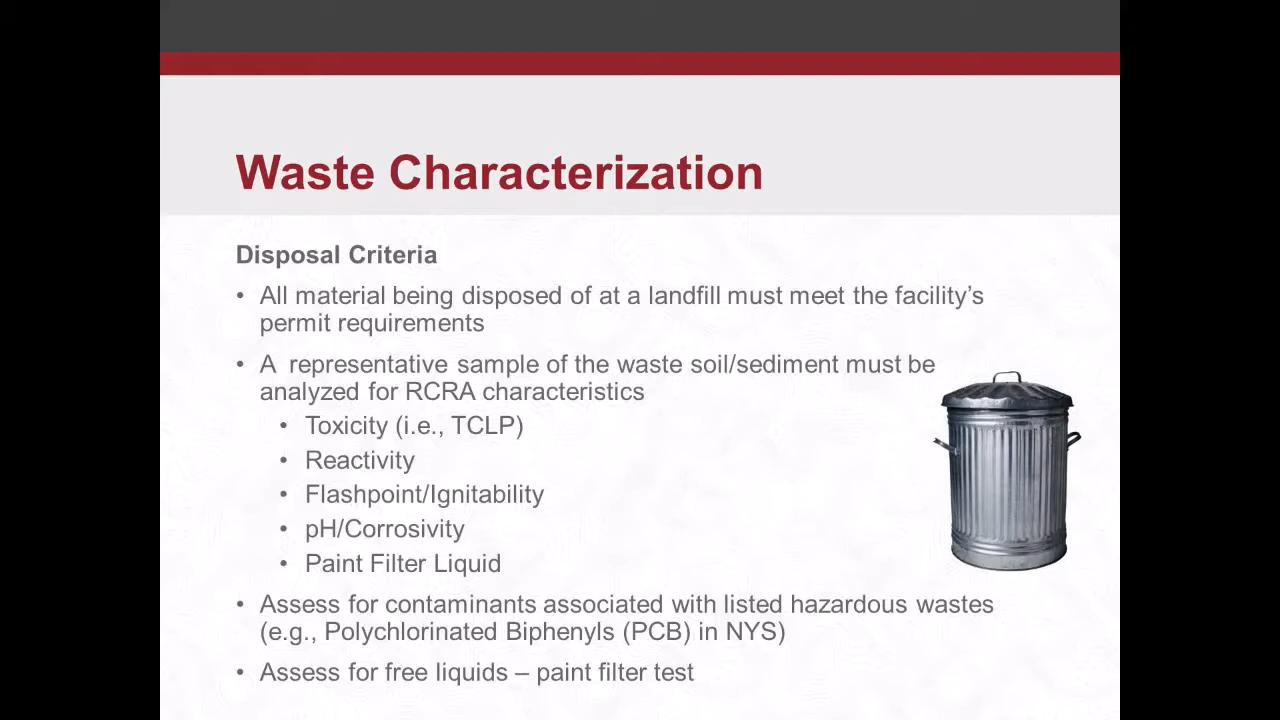 Waste Characterization
Disposal Criteria
• All material being disposed of at a landfill must meet the facility’s
permit requirements
• A  representative sample of the waste soil/sediment must be
analyzed for RCRA characteristics
• Toxicity (i.e., TCLP)
• Reactivity
• Flashpoint/Ignitability
• pH/Corrosivity
• Paint Filter Liquid
• Assess for contaminants associated with listed hazardous wastes
(e.g., Polychlorinated Biphenyls (PCB) in NYS)
• Assess for free liquids – paint filter test